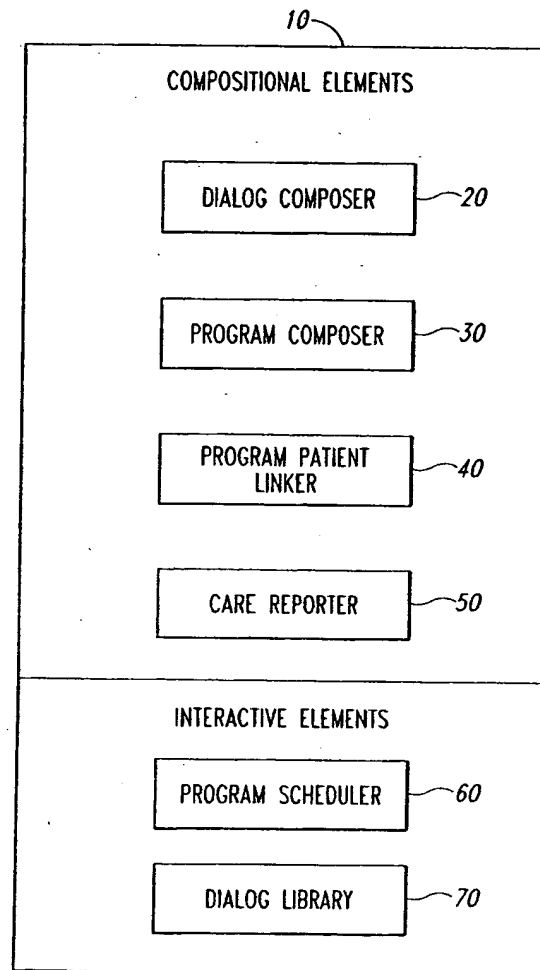 10
COMPOSITIONAL ELEMENTS
DIALOG COMPOSER 20
PROGRAM COMPOSER 30
PROGRAM PATIENT
LINKER 40
CARE REPORTER 50
INTERACTIVE ELEMENTS
PROGRAM SCHEDULER 60
DIALOG LIBRARY 70